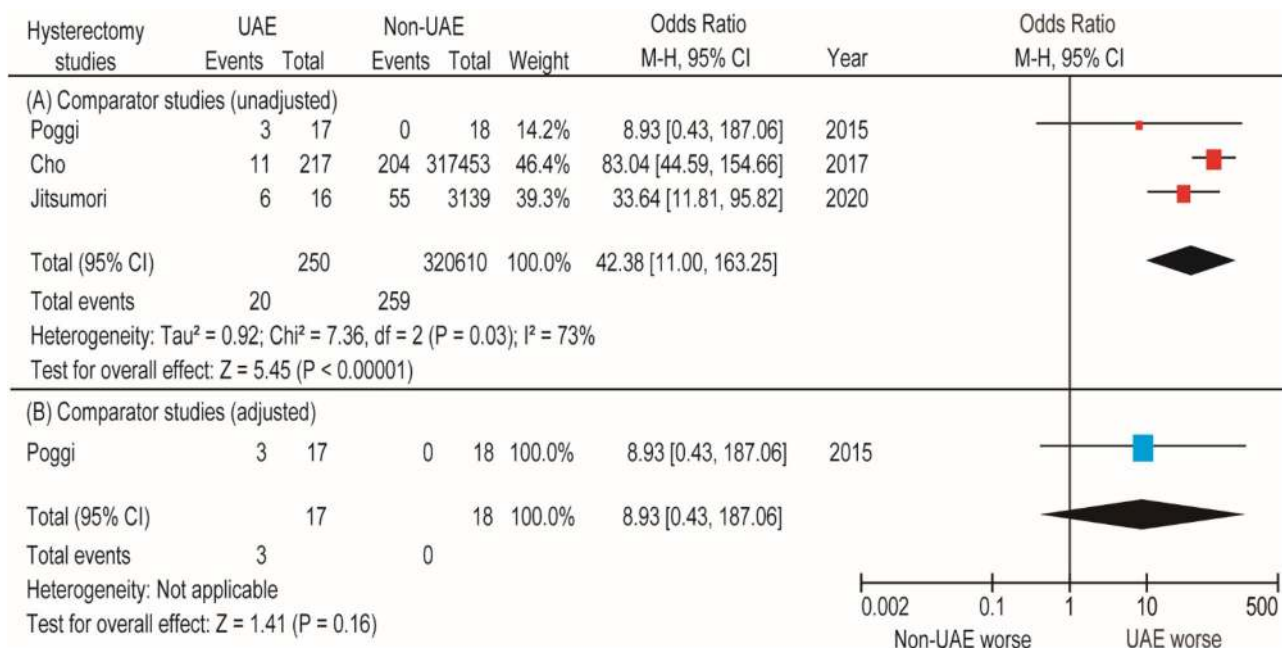 Hysterectomy studies UAE Non-UAE Odds Ratio Odds Ratio
Events Total Events Total Weight M-H, 95% CI Year M-H, 95% CI
(A) Comparator studies (unadjusted)
Poggi 3 17 0 18 14.2% 8.93 [0.43, 187.06] 2015
Cho 11 217 204 317453 46.4% 83.04 [44.59, 154.66] 2017
Jitsumori 6 16 55 3139 39.3% 33.64 [11.81, 95.82] 2020
Total (95% CI) 250 320610 100.0% 42.38 [11.00, 163.25]
Total events 20 259
Heterogeneity: Tau² = 0.92; Chi² = 7.36, df = 2 (P = 0.03); I² = 73%
Test for overall effect: Z = 5.45 (P < 0.00001)
(B) Comparator studies (adjusted)
Poggi 3 17 0 18 100.0% 8.93 [0.43, 187.06] 2015
Total (95% CI) 17 18 100.0% 8.93 [0.43, 187.06]
Total events 3 0
Heterogeneity: Not applicable
Test for overall effect: Z = 1.41 (P = 0.16)
0.002 0.1 1 10 500
Non-UAE worse UAE worse